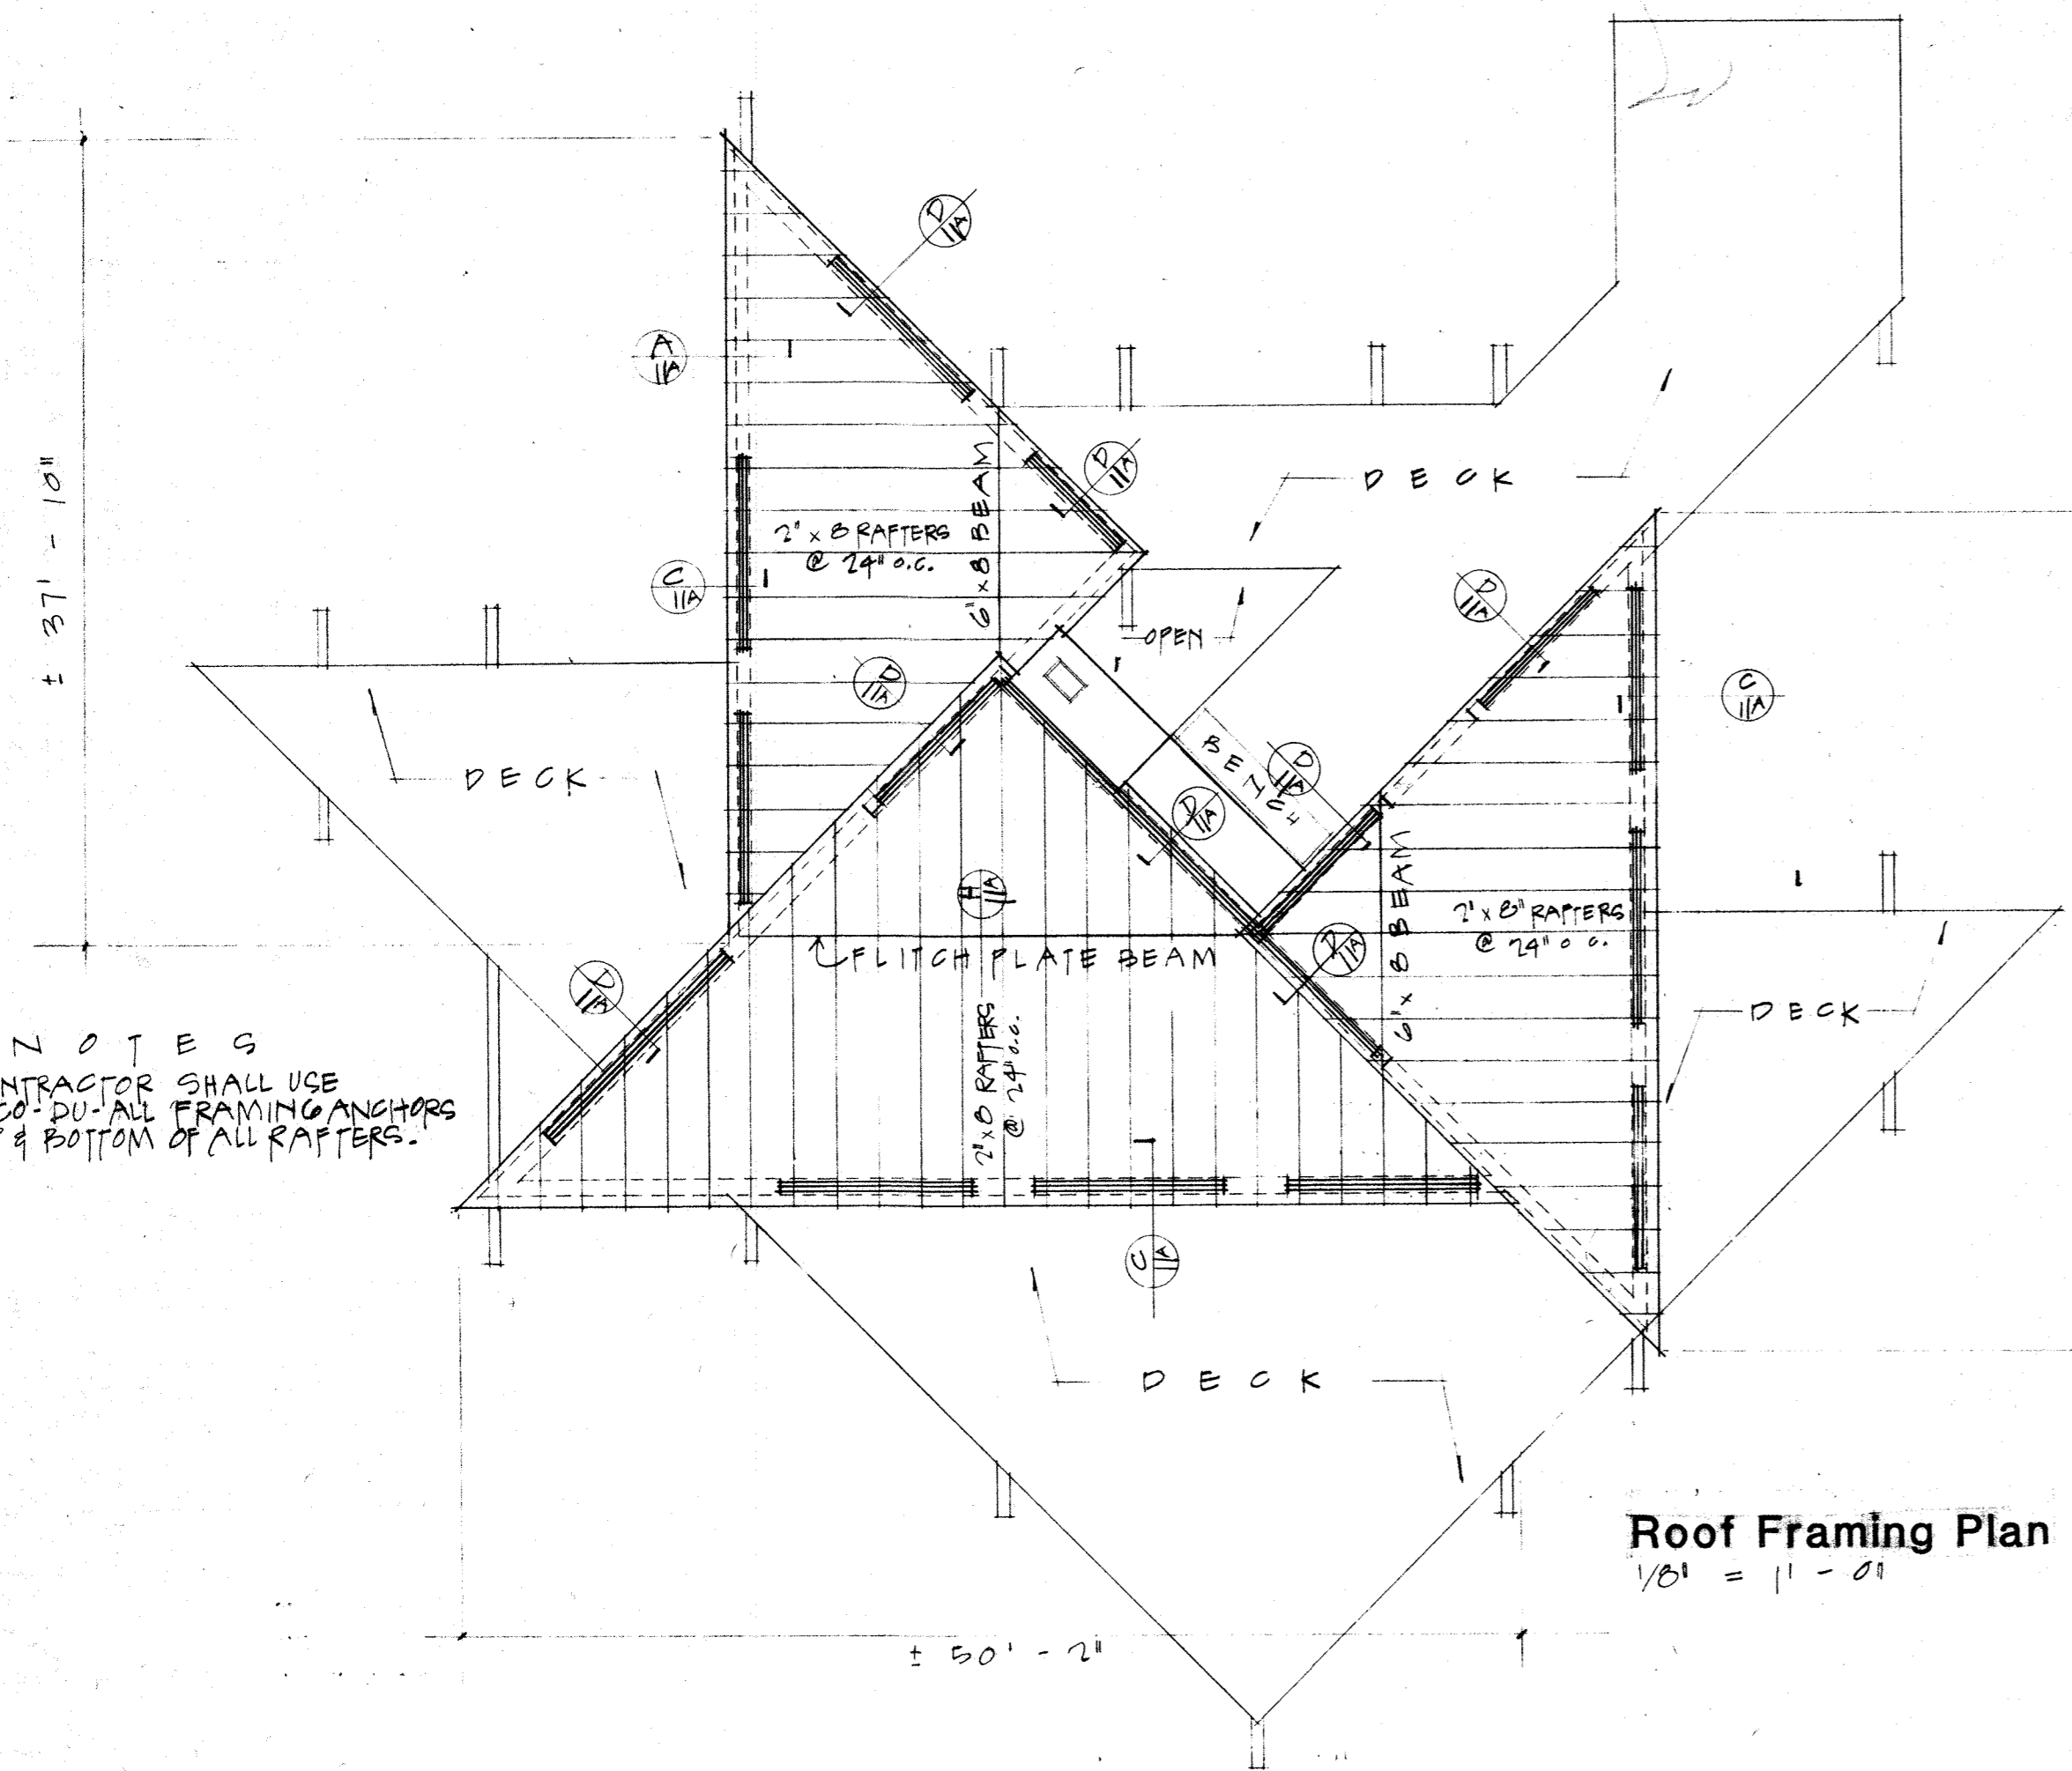 D
11A
A
11A
± 37' - 10"
D
11A
6" x 8 BEAM
DECK
2" x 8 RAFTERS
@ 24" O.C.
C
11A
D
11A
OPEN
D
11A
C
11A
DECK
BENCH
D
11A
D
11A
6" x 8 BEAM
H
11A
2" x 8" RAFTERS
@ 24" O.C.
D
11A
FLITCH PLATE BEAM
D
11A
DECK
2" x 8 RAFTERS
@ 24" O.C.
NOTES
NTRACTOR SHALL USE
CO-DU-ALL FRAMING ANCHORS
& BOTTOM OF ALL RAFTERS.
C
11A
DECK
Roof Framing Plan
1/8" = 1' - 0"
± 50' - 2"